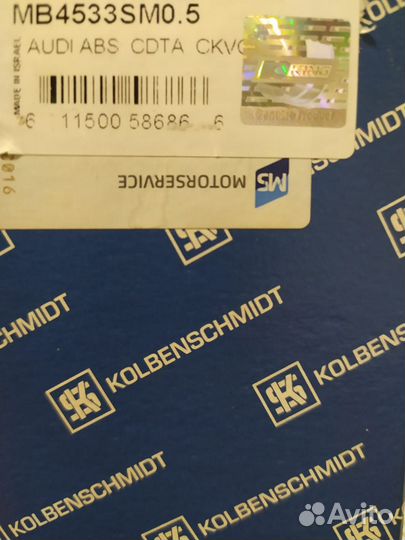 MB4533SM0.5
AUDI ABS CDTA CKVC
MADE IN ISRAEL
6 11500 58686 6
MOTORSERVICE
MS
KOLBENSCHMIDT
KOLBENSCHMIDT
KOLBENSCHMIDT
KOLBENSCHMIDT
KOLBENSCHMIDT
Avito